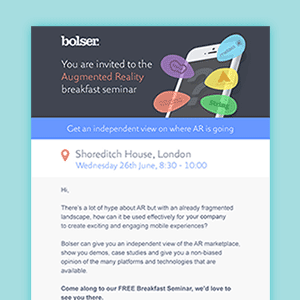 bolser.
You are invited to the
Augmented Reality
breakfast seminar
Get an independent view on where AR is going
Shoreditch House, London
Wednesday 26th June, 8:30 - 10:00
Hi,
There's a lot of hype about AR but with an already fragmented
landscape, how can it be used effectively for your company
to create exciting and engaging mobile experiences?
Bolser can give you an independent view of the AR marketplace,
show you demos, case studies and give you a non-biased
opinion of the many platforms and technologies that are
available.
Come along to our FREE Breakfast Seminar, we'd love to
see you there.